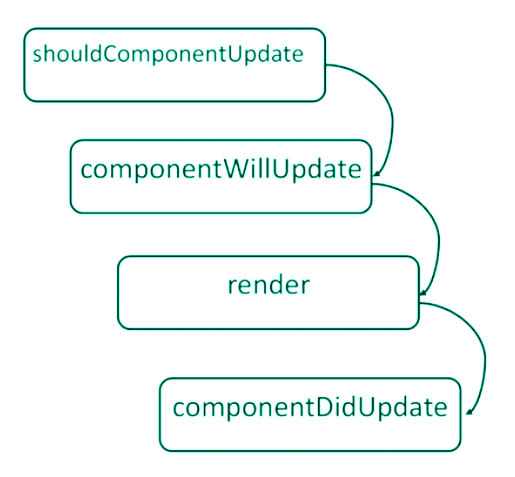 shouldComponentUpdate
componentWillUpdate
render
componentDidUpdate